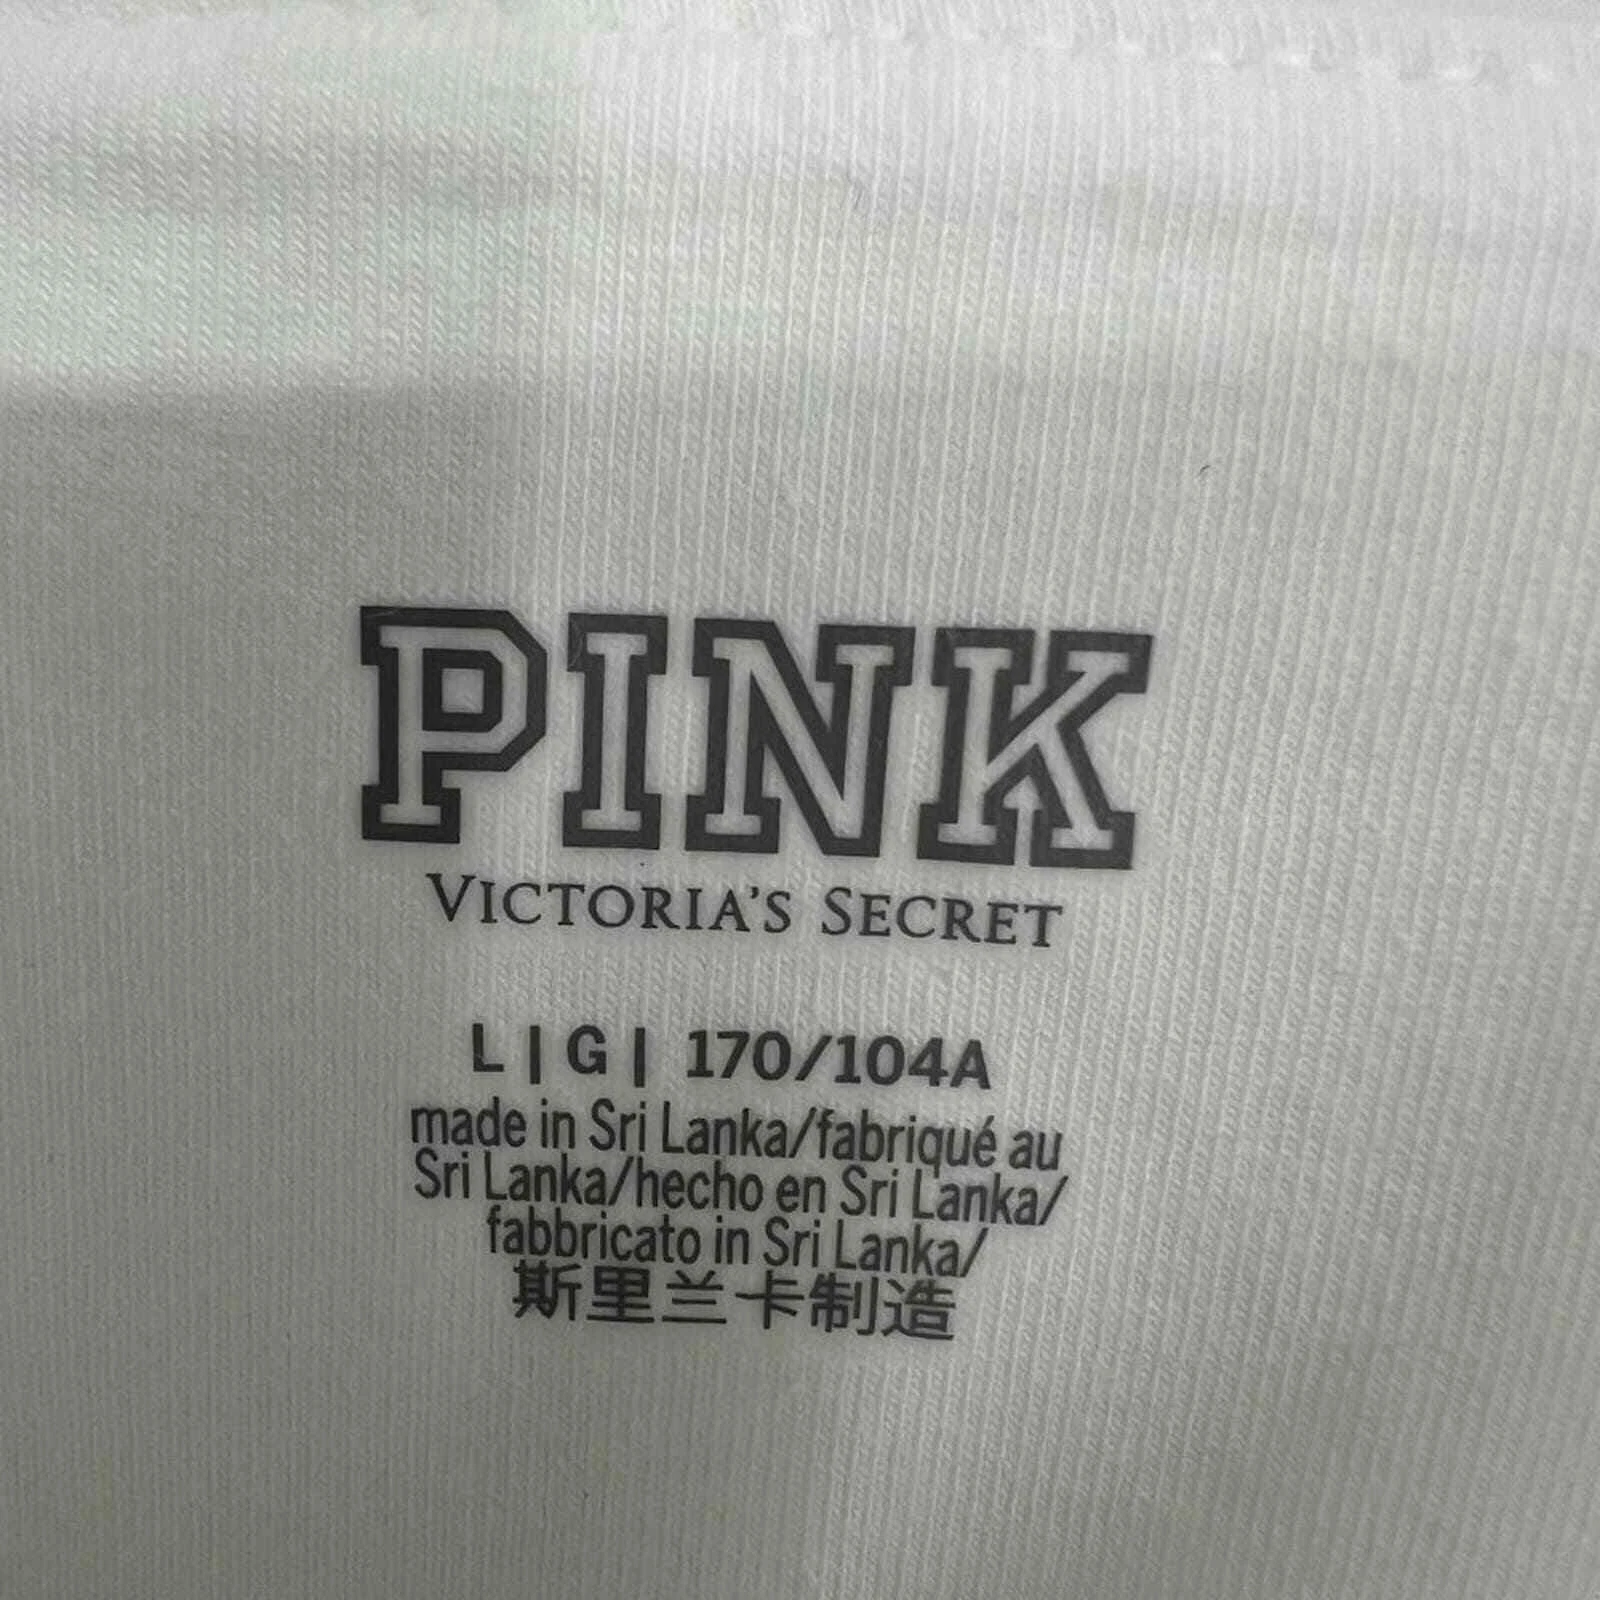 PINK
VICTORIA'S SECRET
L | G | 170/104A
made in Sri Lanka/fabriqué au
Sri Lanka/hecho en Sri Lanka/
fabbricato in Sri Lanka/
斯里兰卡制造